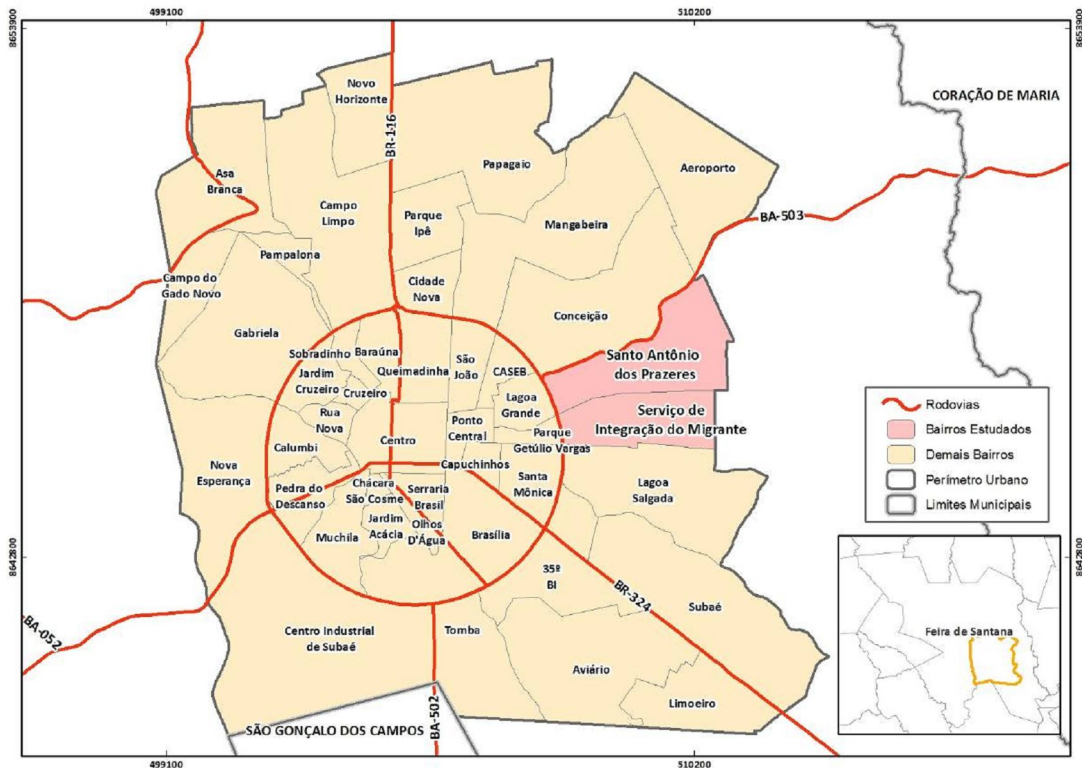 499100
510200
8653900
8653900
Novo
Horizonte
CORAÇÃO DE MARIA
BR-116
Papagaio
Aeroporto
Asa
Branca
Campo
Limpo
Parque
Ipê
Mangabeira
BA-503
Pampalona
Campo do
Gado Novo
Cidade
Nova
Conceição
Gabriela
Sobradinho
Baraúna
São
João
Santo Antônio
dos Prazeres
Jardim
Cruzeiro
Queimadinha
CASEB
Cruzeiro
Lagoa
Grande
Serviço de
Integração do Migrante
Rua
Nova
Ponto
Central
Parque
Getúlio Vargas
Centro
Calumbi
Capuchinhos
Nova
Esperança
Pedra do
Descanso
Chácara
São Cosme
Serraria
Brasil
Santa
Mônica
Lagoa
Salgada
Jardim
Acácia
Olhos
D'Água
Muchila
Brasília
35º
BI
BR-324
Subaé
BA-052
Centro Industrial
de Subaé
Tomba
Aviário
Limoeiro
BA-502
SÃO GONÇALO DOS CAMPOS
Rodovias
Bairros Estudados
Demais Bairros
Perímetro Urbano
Limites Municipais
Feira de Santana
8642800
8642800
499100
510200